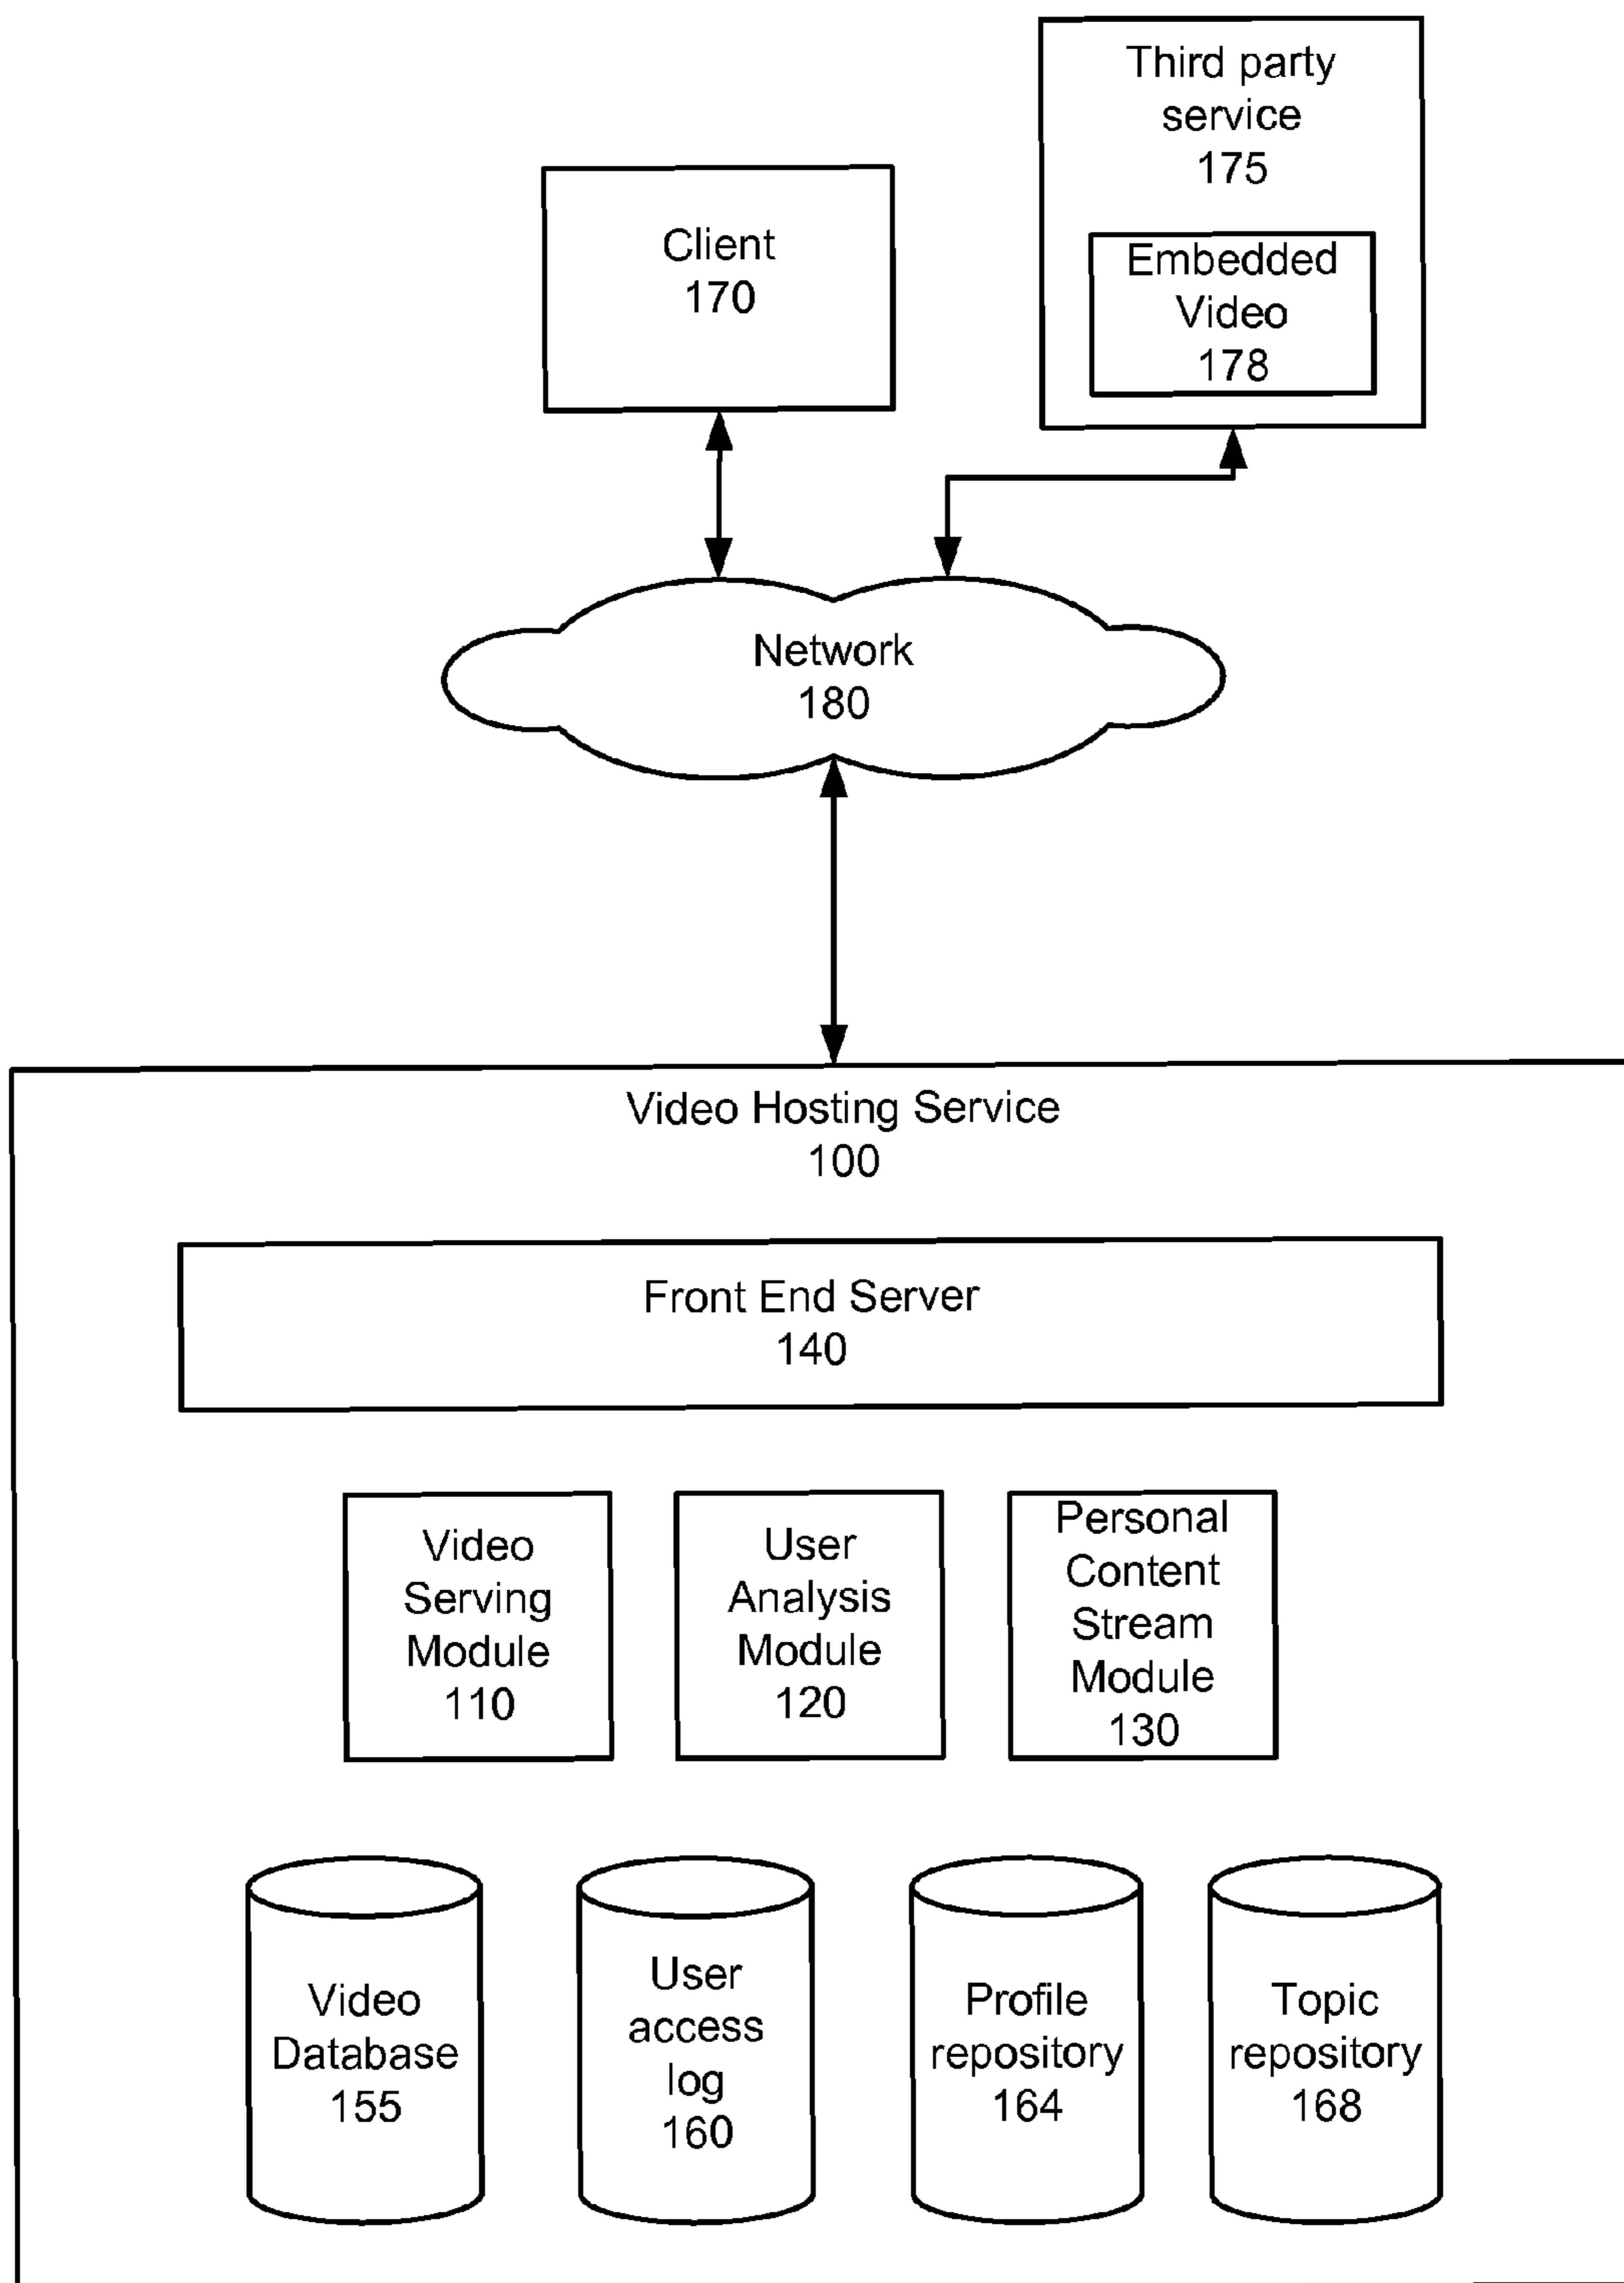 Third party
service
175
Embedded
Video
178
Client
170
Network
180
Video Hosting Service
100
Front End Server
140
Video
Serving
Module
110
User
Analysis
Module
120
Personal
Content
Stream
Module
130
Video
Database
155
User
access
log
160
Profile
repository
164
Topic
repository
168